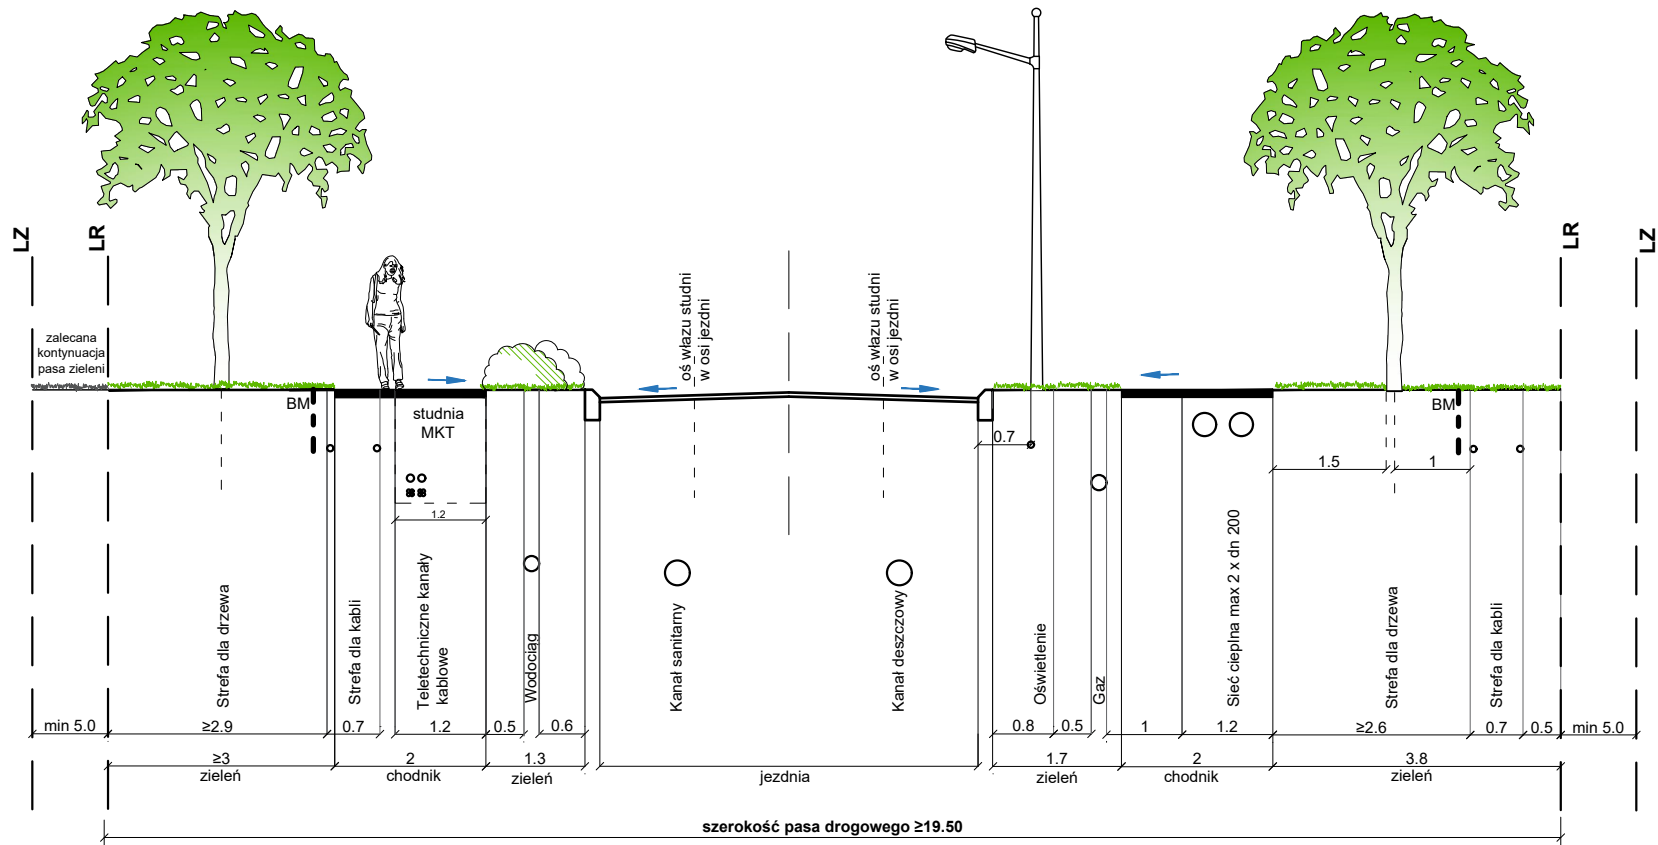 LZ
LR
LR
LZ
zalecana
kontynuacja
pasa zieleni
oś włazu studni
w osi jezdni
oś włazu studni
w osi jezdni
BM
studnia
MKT
0.7
BM
1.5
1
1.2
Strefa dla drzewa
Strefa dla kabli
Teletechniczne kanały
kablowe
Wodociąg
Kanał sanitarny
Kanał deszczowy
Oświetlenie
Gaz
Sieć cieplna max 2 x dn 200
Strefa dla drzewa
Strefa dla kabli
min 5.0
≥2.9
0.7
1.2
0.5
0.6
0.8
0.5
1
1.2
≥2.6
0.7
0.5
min 5.0
≥3
zieleń
2
chodnik
1.3
zieleń
jezdnia
1.7
zieleń
2
chodnik
3.8
zieleń
szerokość pasa drogowego ≥19.50